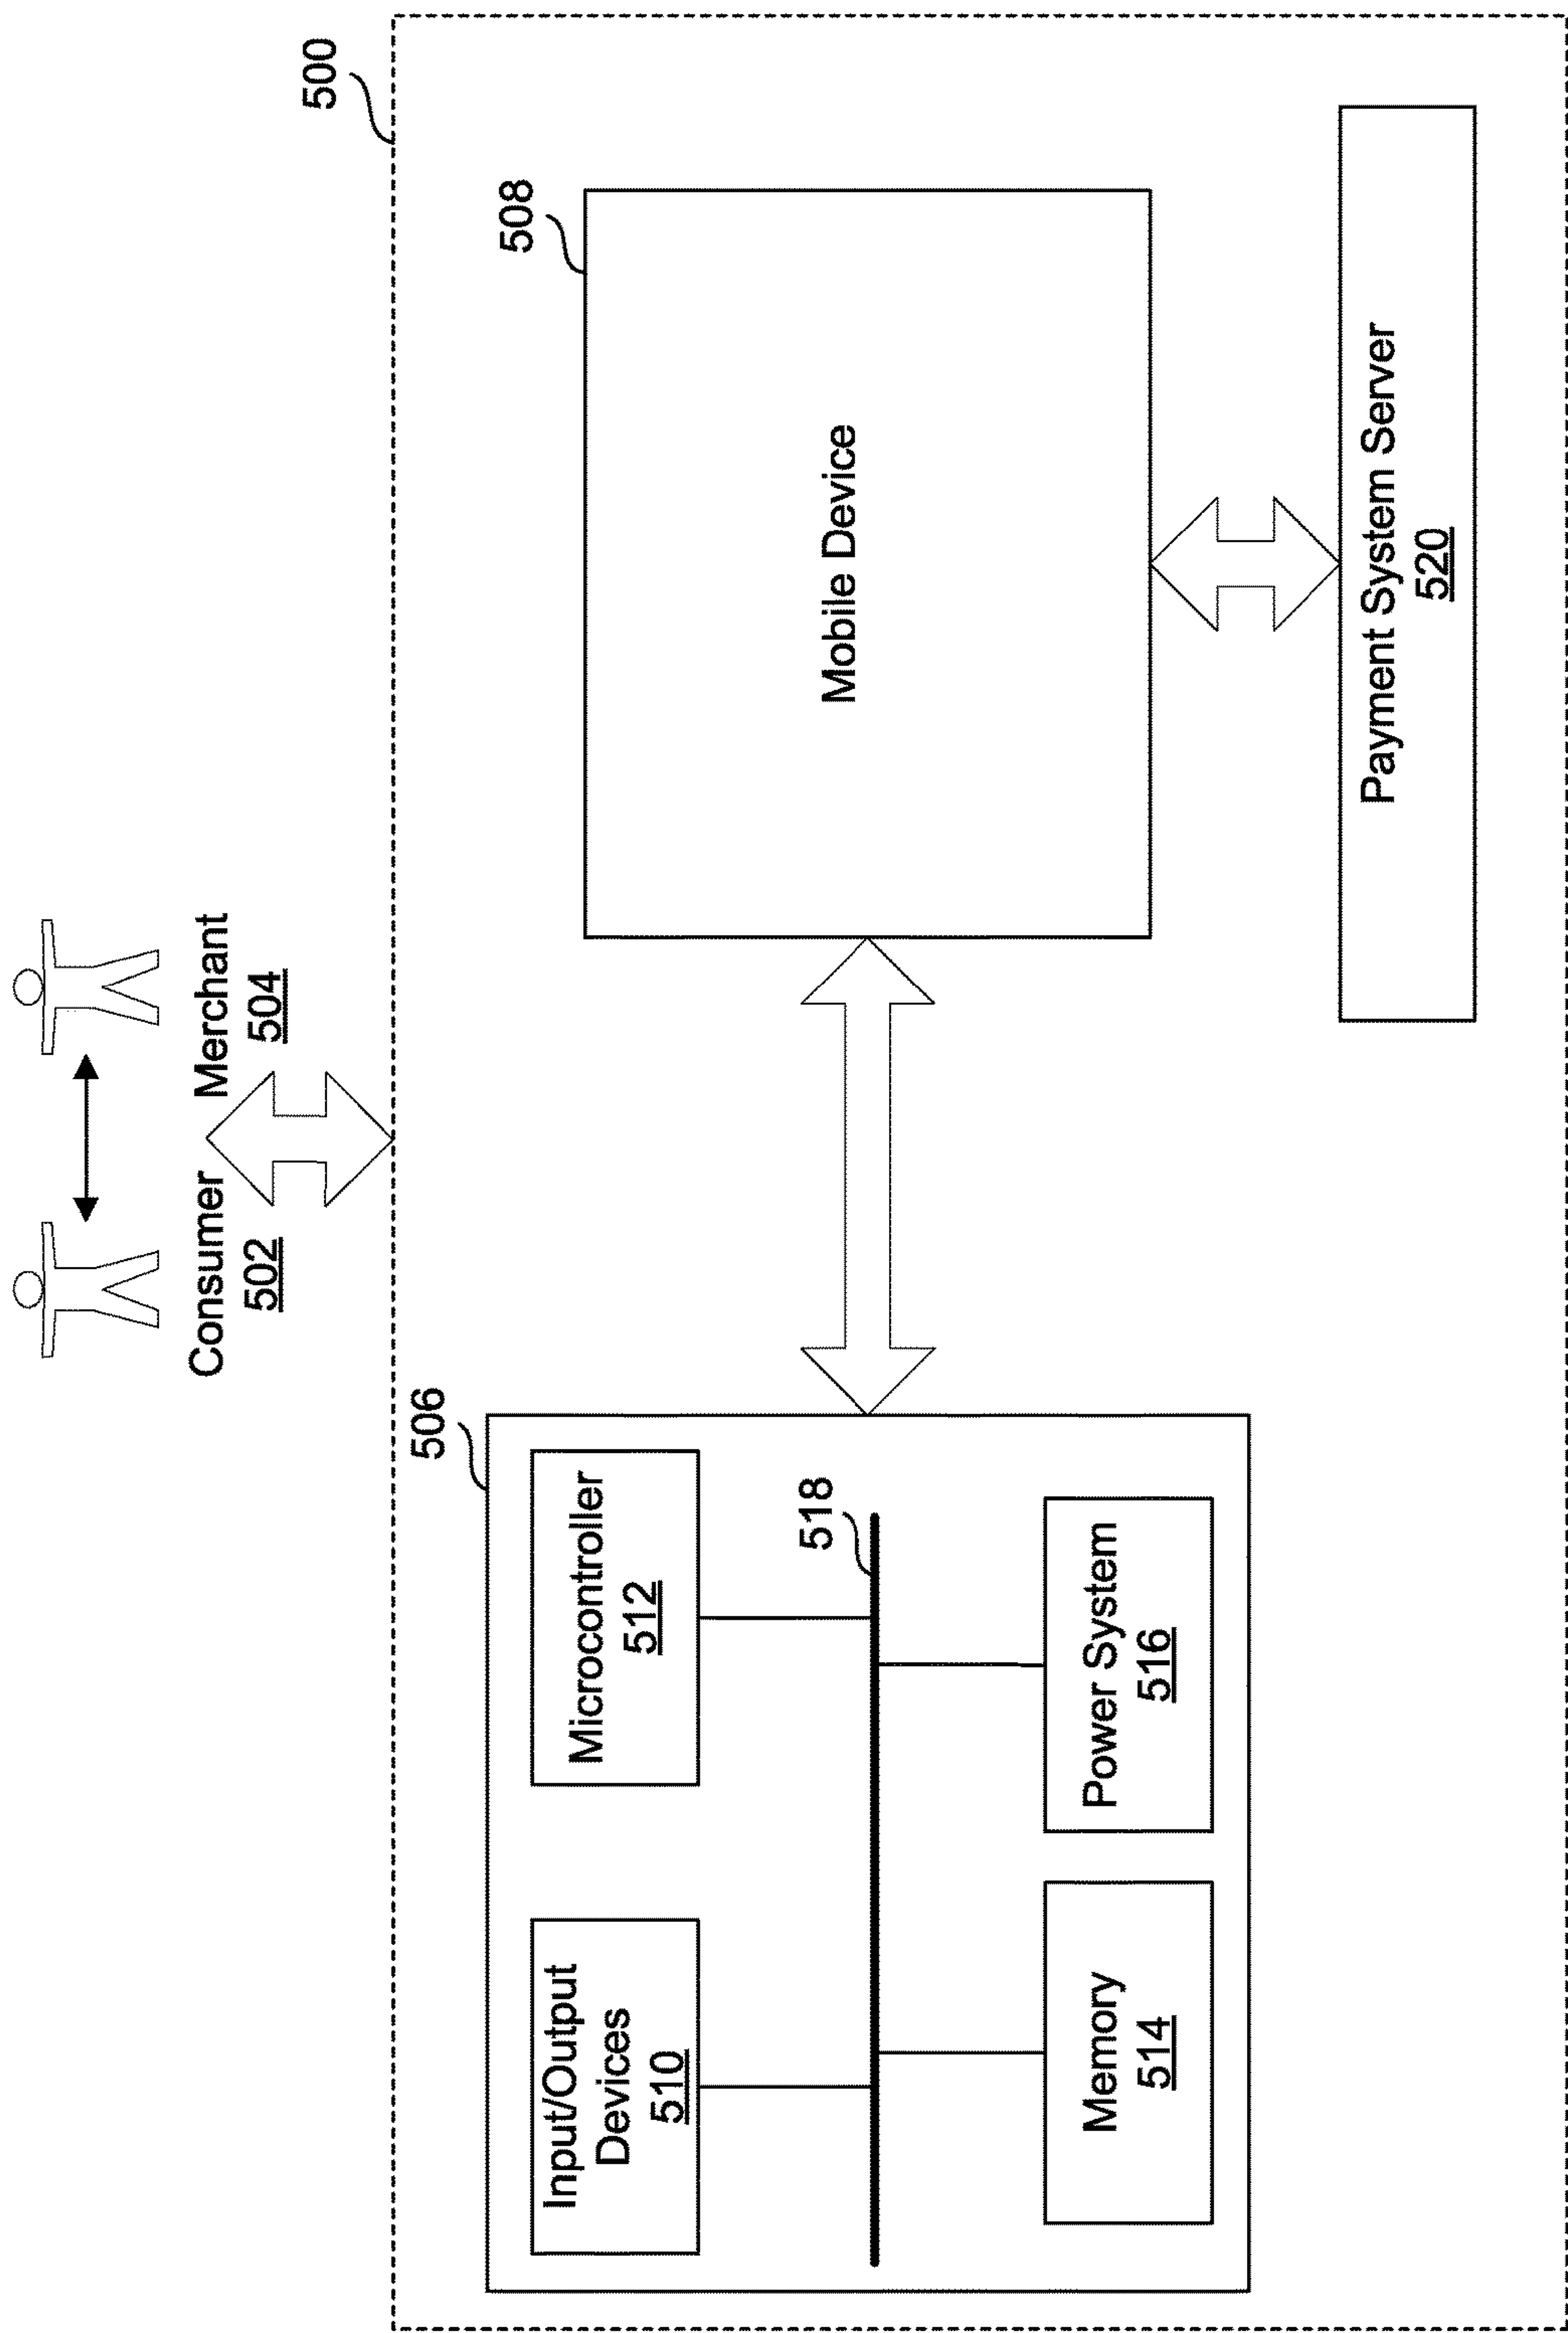 Consumer
502
Merchant
504
500
506
508
Input/Output
Devices
510
Microcontroller
512
518
Memory
514
Power System
516
Mobile Device
Payment System Server
520